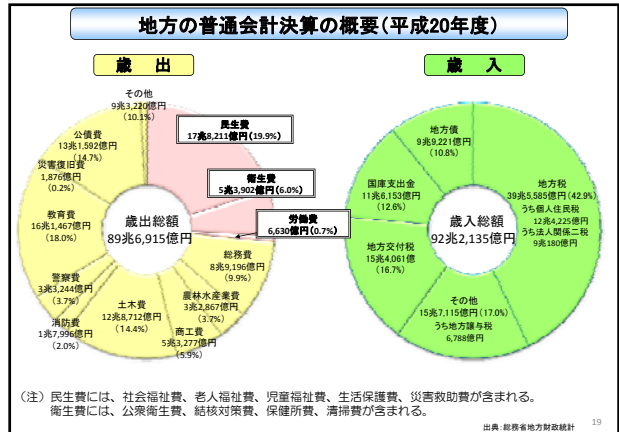 地方の普通会計決算の概要(平成20年度)
歳　出
歳　入
その他
9兆3,220億円
(10.1%)
公債費
13兆1,592億円
(14.7%)
災害復旧費
1,876億円
(0.2%)
教育費
16兆1,467億円
(18.0%)
警察費
3兆3,244億円
(3.7%)
消防費
1兆7,996億円
(2.0%)
土木費
12兆8,712億円
(14.4%)
商工費
5兆3,277億円
(5.9%)
農林水産業費
3兆2,867億円
(3.7%)
総務費
8兆9,196億円
(9.9%)
労働費
6,630億円(0.7%)
衛生費
5兆3,902億円(6.0%)
民生費
17兆8,211億円(19.9%)
歳出総額
89兆6,915億円
地方債
9兆9,221億円
(10.8%)
国庫支出金
11兆6,153億円
(12.6%)
地方交付税
15兆4,061億
(16.7%)
その他
15兆7,115億円(17.0%)
うち地方譲与税
6,788億円
地方税
39兆5,585億円(42.9%)
うち個人住民税
12兆4,225億円
うち法人関係二税
9兆180億円
歳入総額
92兆2,135億円
(注) 民生費には、社会福祉費、老人福祉費、児童福祉費、生活保護費、災害救助費が含まれる。
衛生費には、公衆衛生費、結核対策費、保健所費、清掃費が含まれる。
出典:総務省地方財政統計
19